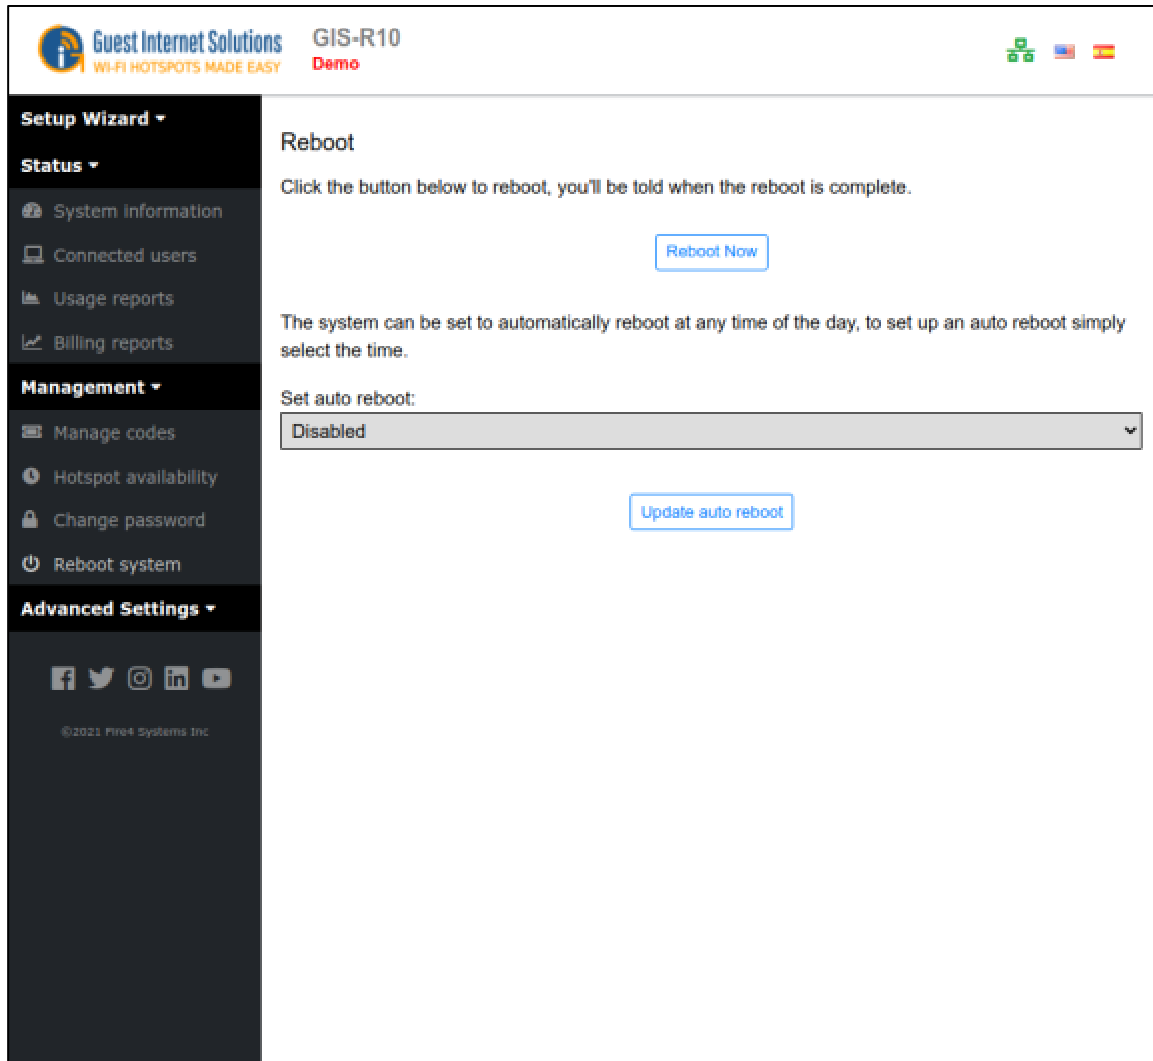 Guest Internet Solutions
WI-FI HOTSPOTS MADE EASY
GIS-R10
Demo
Setup Wizard
Status
System information
Connected users
Usage reports
Billing reports
Management
Manage codes
Hotspot availability
Change password
Reboot system
Advanced Settings
©2021 Fire4 Systems Inc
Reboot
Click the button below to reboot, you'll be told when the reboot is complete.
Reboot Now
The system can be set to automatically reboot at any time of the day, to set up an auto reboot simply
select the time.
Set auto reboot:
Disabled
Update auto reboot